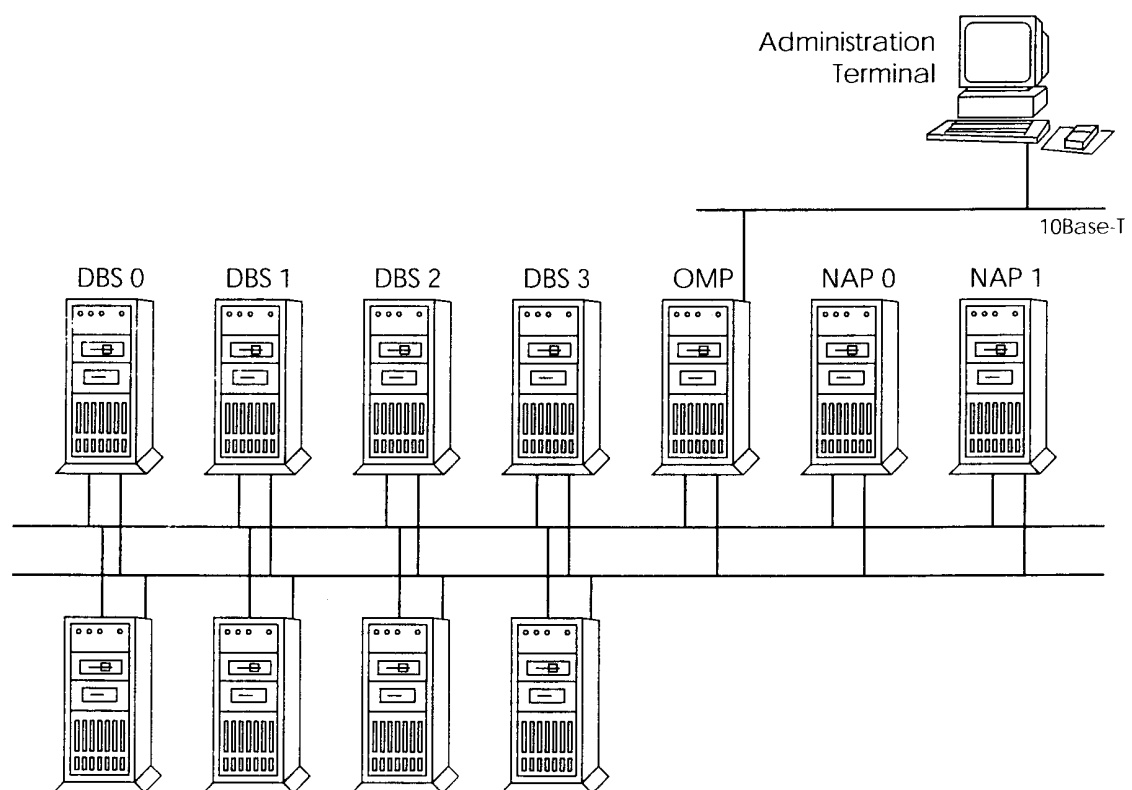 Administration
Terminal
10Base-T
DBS 0
DBS 1
DBS 2
DBS 3
OMP
NAP 0
NAP 1